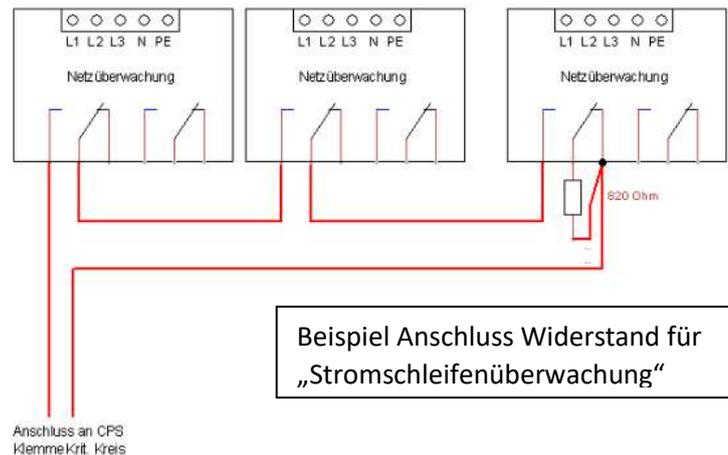 L1 L2 L3 N PE
Netzüberwachung
L1 L2 L3 N PE
Netzüberwachung
L1 L2 L3 N PE
Netzüberwachung
820 Ohm
Beispiel Anschluss Widerstand für
„Stromschleifenüberwachung“
Anschluss an CPS
Klemme Krit. Kreis